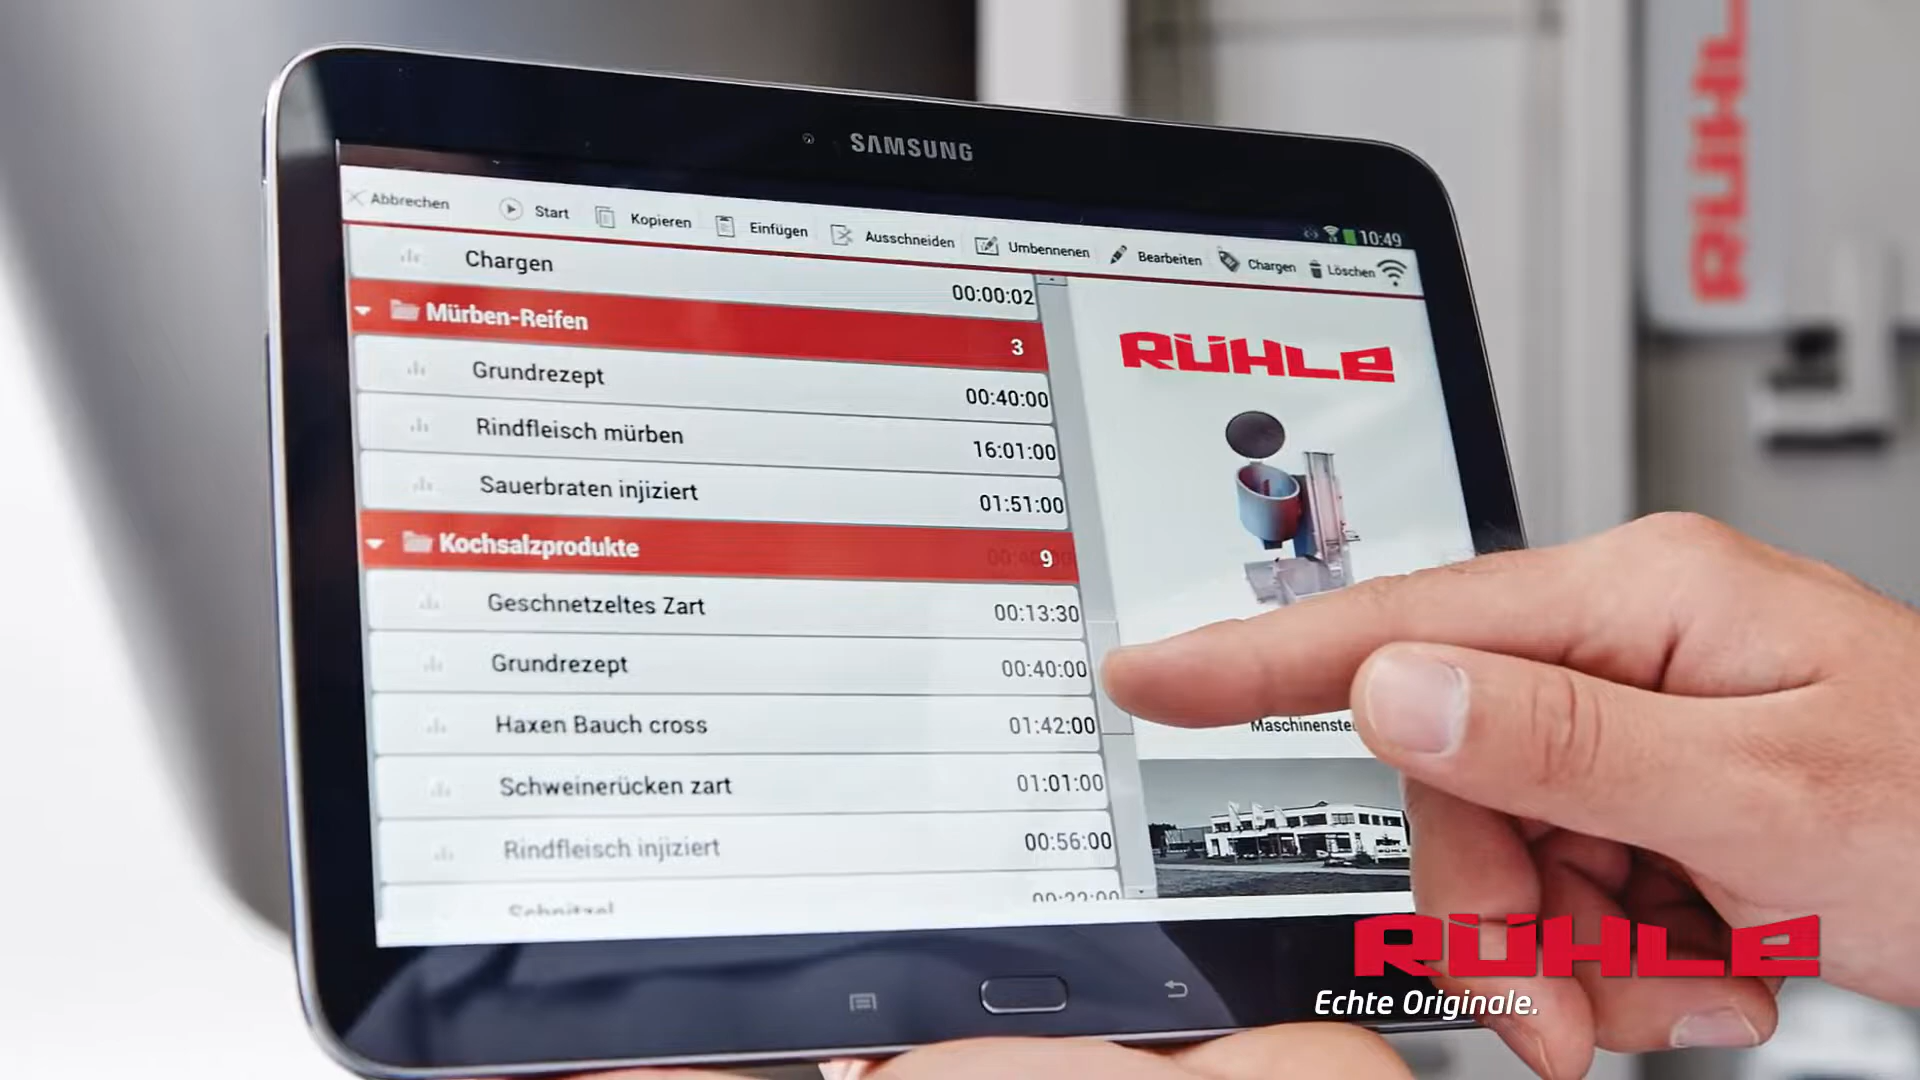 RÜHL
SAMSUNG
10:49
Abbrechen
Start
Kopieren
Einfügen
Ausschneiden
Umbennenen
Bearbeiten
Chargen
Löschen
Chargen 00:00:02
Mürben-Reifen 3
Grundrezept 00:40:00
Rindfleisch mürben 16:01:00
Sauerbraten injiziert 01:51:00
Kochsalzprodukte 9
Geschnetzeltes Zart 00:13:30
Grundrezept 00:40:00
Haxen Bauch cross 01:42:00
Schweinerücken zart 01:01:00
Rindfleisch injiziert 00:56:00
Schnitzel
RÜHLE
Maschinenste
RÜHLE
Echte Originale.